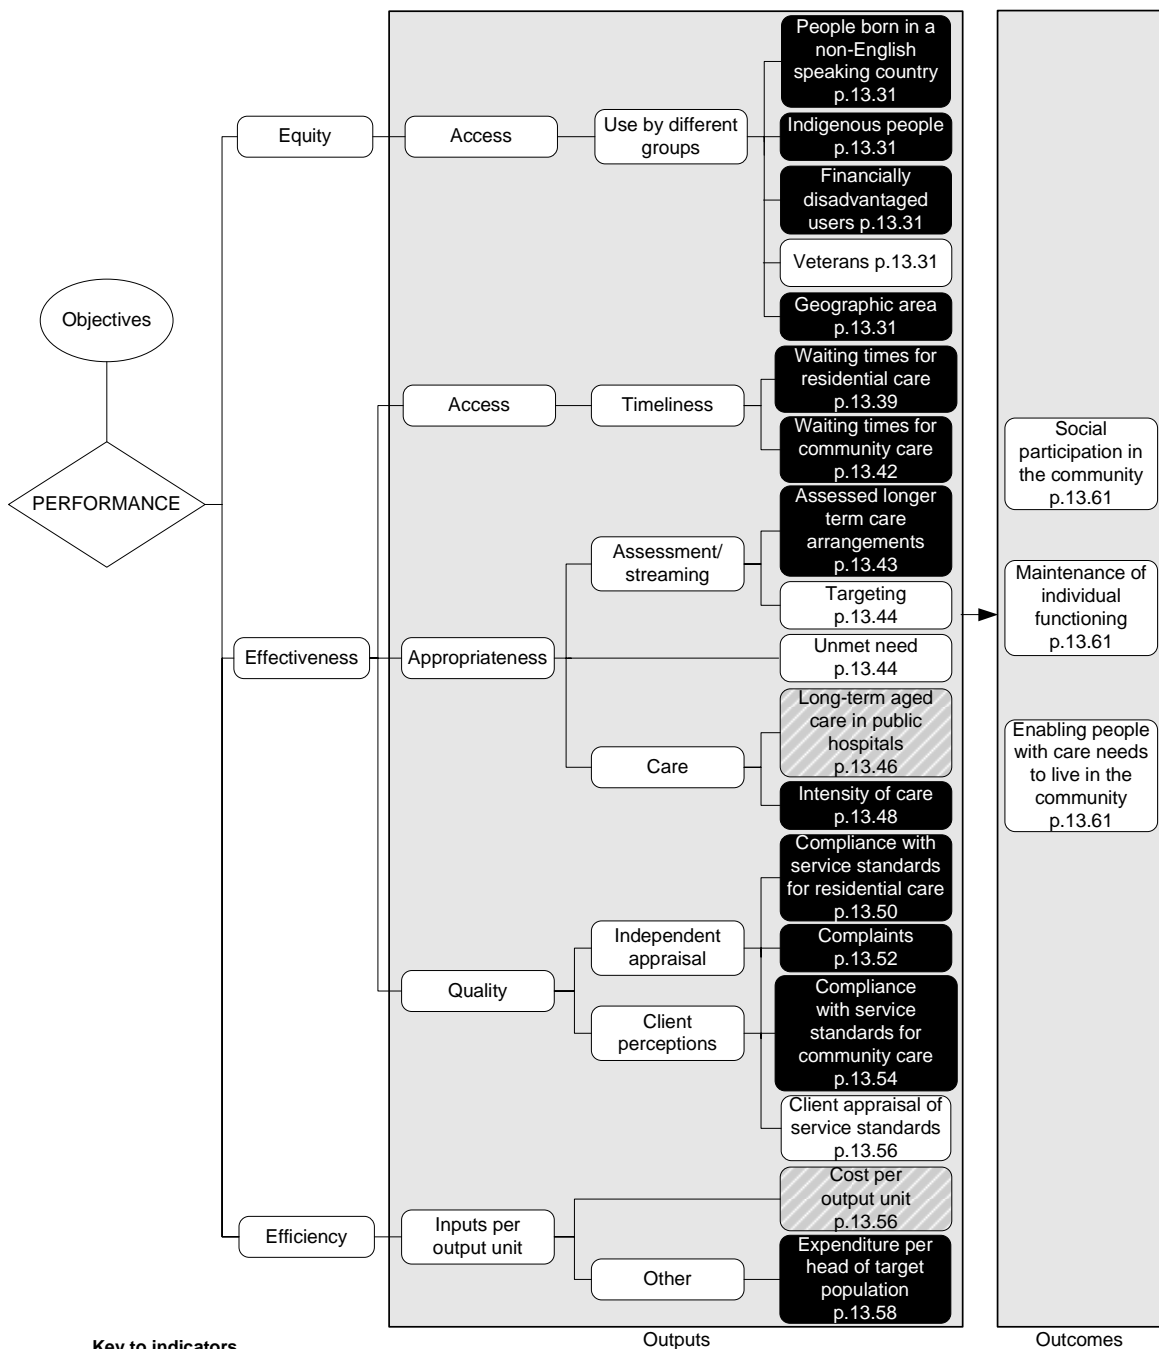 People born in a
non-English
speaking country
p.13.31
Equity
Access
Use by different
groups
Indigenous people
p.13.31
Financially
disadvantaged
users p.13.31
Veterans p.13.31
Geographic area
p.13.31
Objectives
PERFORMANCE
Access
Timeliness
Waiting times for
residential care
p.13.39
Waiting times for
community care
p.13.42
Effectiveness
Appropriateness
Assessment/
streaming
Assessed longer
term care
arrangements
p.13.43
Targeting
p.13.44
Unmet need
p.13.44
Care
Long-term aged
care in public
hospitals
p.13.46
Intensity of care
p.13.48
Quality
Independent
appraisal
Client
perceptions
Compliance with
service standards
for residential care
p.13.50
Complaints
p.13.52
Compliance
with service
standards for
community care
p.13.54
Client appraisal of
service standards
p.13.56
Efficiency
Inputs per
output unit
Cost per
output unit
p.13.56
Other
Expenditure per
head of target
population
p.13.58
Social
participation in
the community
p.13.61
Maintenance of
individual
functioning
p.13.61
Enabling people
with care needs
to live in the
community
p.13.61
Outputs
Outcomes
Key to indicators